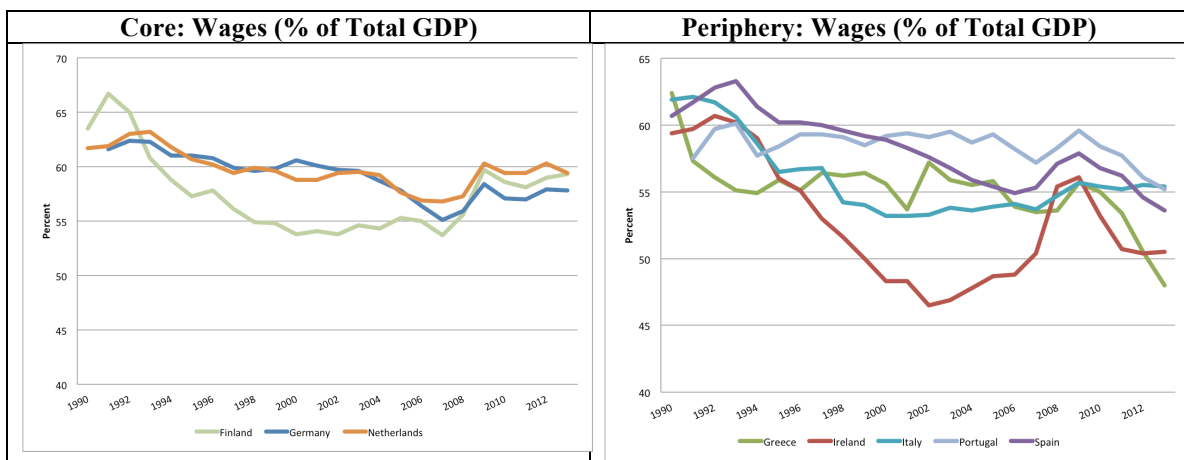 Core: Wages (% of Total GDP)
Periphery: Wages (% of Total GDP)
70
65
60
55
50
45
40
Percent
1990 1992 1994 1996 1998 2000 2002 2004 2006 2008 2010 2012
Finland Germany Netherlands
65
60
55
50
45
40
Percent
1990 1992 1994 1996 1998 2000 2002 2004 2006 2008 2010 2012
Greece Ireland Italy Portugal Spain